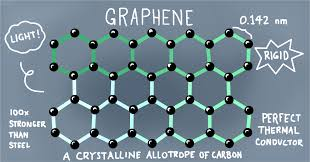 GRAPHENE
0.142 nm
LIGHT!
RIGID
100x
STRONGER
THAN
STEEL
PERFECT
THERMAL
CONDUCTOR
A CRYSTALLINE ALLOTROPE OF CARBON